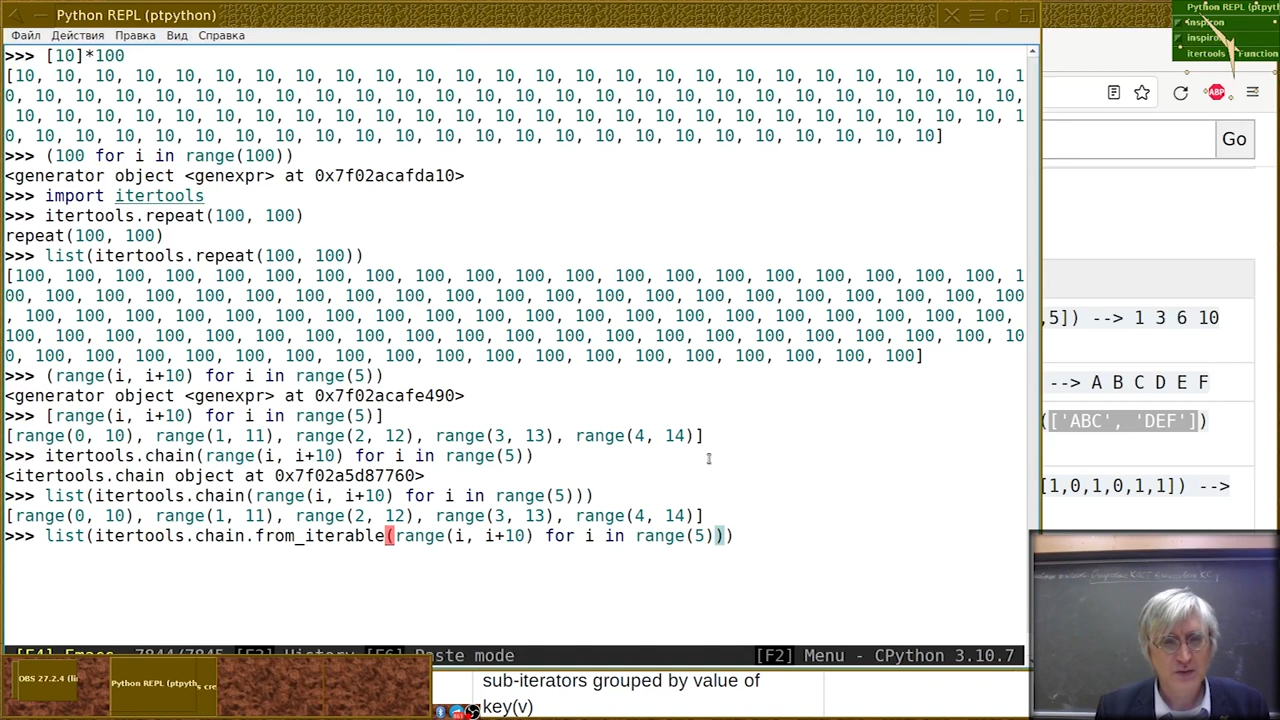 Python REPL (ptpython)
Файл Действия Правка Вид Справка
>>> [10]*100
[10, 10, 10, 10, 10, 10, 10, 10, 10, 10, 10, 10, 10, 10, 10, 10, 10, 10, 10, 10, 10, 10, 10, 10, 10, 1
0, 10, 10, 10, 10, 10, 10, 10, 10, 10, 10, 10, 10, 10, 10, 10, 10, 10, 10, 10, 10, 10, 10, 10, 10, 10,
 10, 10, 10, 10, 10, 10, 10, 10, 10, 10, 10, 10, 10, 10, 10, 10, 10, 10, 10, 10, 10, 10, 10, 10, 10, 1
0, 10, 10, 10, 10, 10, 10, 10, 10, 10, 10, 10, 10, 10, 10, 10, 10, 10, 10, 10, 10, 10, 10, 10]
>>> (100 for i in range(100))
<generator object <genexpr> at 0x7f02acafda10>
>>> import itertools
>>> itertools.repeat(100, 100)
repeat(100, 100)
>>> list(itertools.repeat(100, 100))
[100, 100, 100, 100, 100, 100, 100, 100, 100, 100, 100, 100, 100, 100, 100, 100, 100, 100, 100, 100, 1
00, 100, 100, 100, 100, 100, 100, 100, 100, 100, 100, 100, 100, 100, 100, 100, 100, 100, 100, 100, 100
, 100, 100, 100, 100, 100, 100, 100, 100, 100, 100, 100, 100, 100, 100, 100, 100, 100, 100, 100, 100,
100, 100, 100, 100, 100, 100, 100, 100, 100, 100, 100, 100, 100, 100, 100, 100, 100, 100, 100, 100, 10
0, 100, 100, 100, 100, 100, 100, 100, 100, 100, 100, 100, 100, 100, 100, 100, 100, 100, 100]
>>> (range(i, i+10) for i in range(5))
<generator object <genexpr> at 0x7f02acafe490>
>>> [range(i, i+10) for i in range(5)]
[range(0, 10), range(1, 11), range(2, 12), range(3, 13), range(4, 14)]
>>> itertools.chain(range(i, i+10) for i in range(5))
<itertools.chain object at 0x7f02a5d87760>
>>> list(itertools.chain(range(i, i+10) for i in range(5)))
[range(0, 10), range(1, 11), range(2, 12), range(3, 13), range(4, 14)]
>>> list(itertools.chain.from_iterable(range(i, i+10) for i in range(5)))
[F4] Emacs 7844/7845 [F3] History [F6] Paste mode [F2] Menu - CPython 3.10.7
Python REPL (ptpyth
inspiron
inspiron
itertools - Function
ABP
Go
,5]) --> 1 3 6 10
--> A B C D E F
(['ABC', 'DEF'])
[1,0,1,0,1,1]) -->
sub-iterators grouped by value of
key(v)
OBS 27.2.4 (li
Python REPL (ptpyth